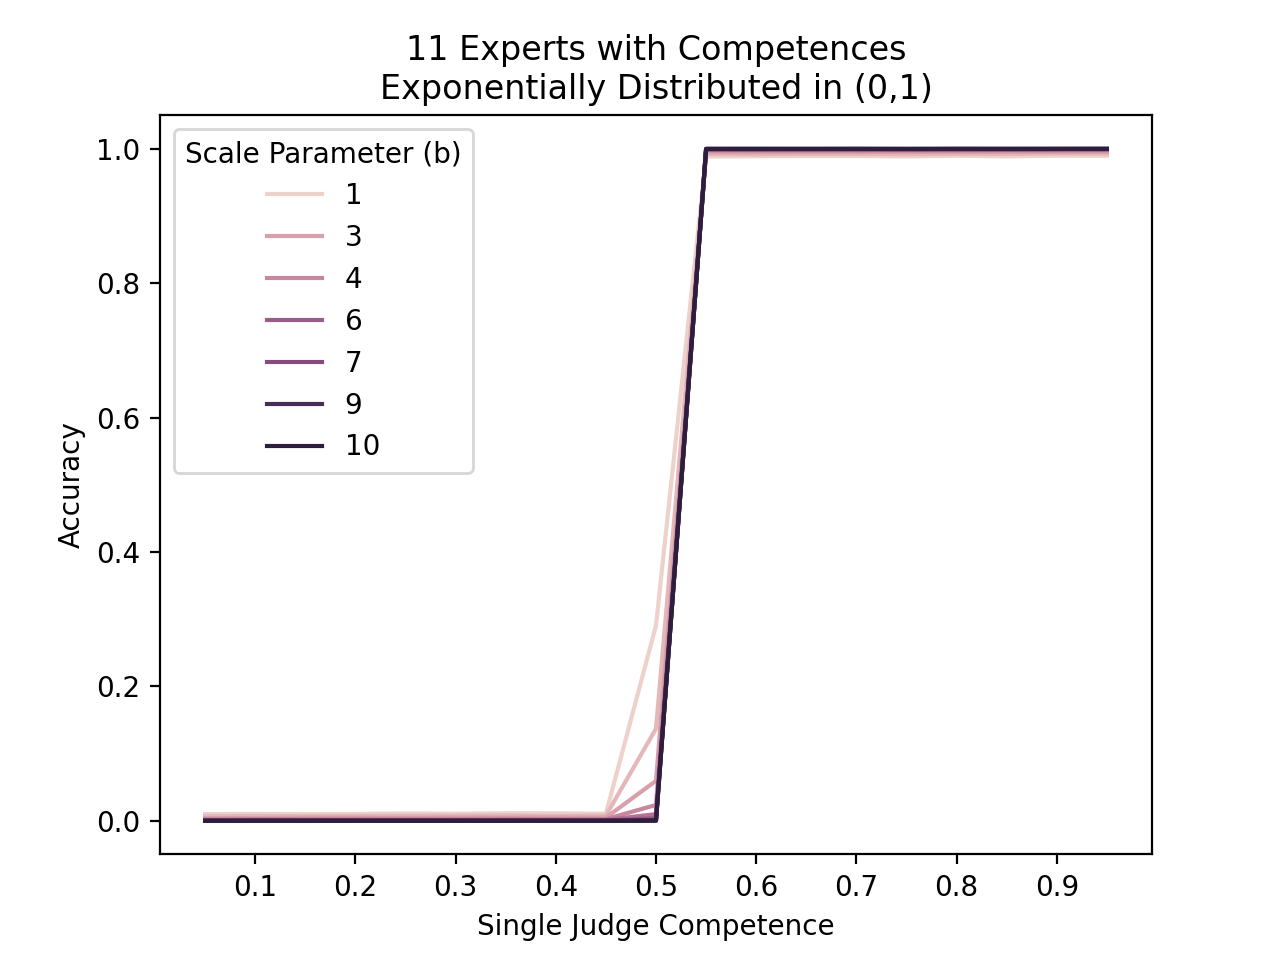 11 Experts with Competences
Exponentially Distributed in (0,1)
Scale Parameter (b)
1
3
4
6
7
9
10
Accuracy
1.0
0.8
0.6
0.4
0.2
0.0
0.1 0.2 0.3 0.4 0.5 0.6 0.7 0.8 0.9
Single Judge Competence